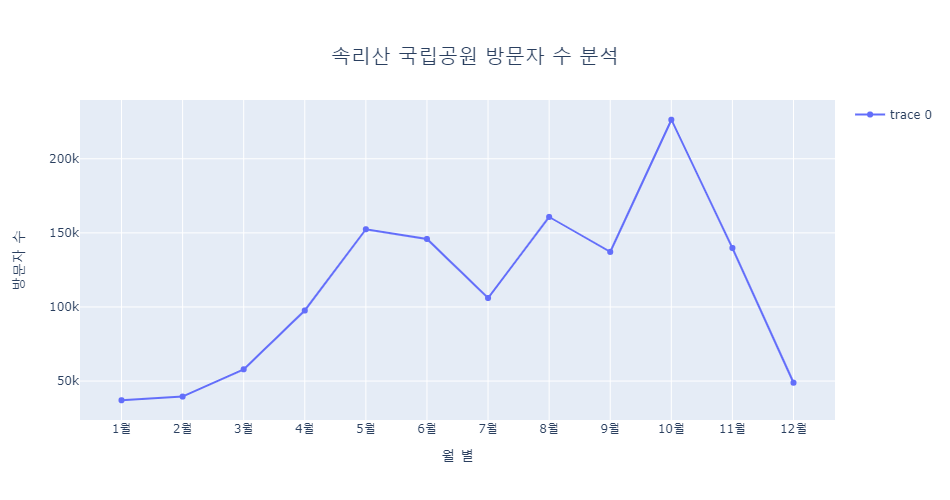 속리산 국립공원 방문자 수 분석
trace 0
방문자 수
200k
150k
100k
50k
1월 2월 3월 4월 5월 6월 7월 8월 9월 10월 11월 12월
월 별